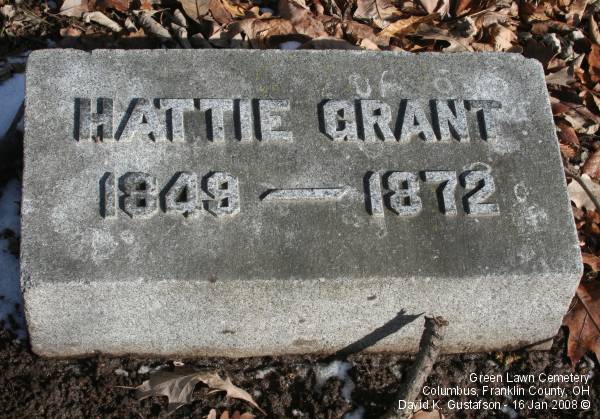 HATTIE GRANT
1849 — 1872
Green Lawn Cemetery
Columbus, Franklin County, OH
David K. Gustafson - 16 Jan 2008 ©